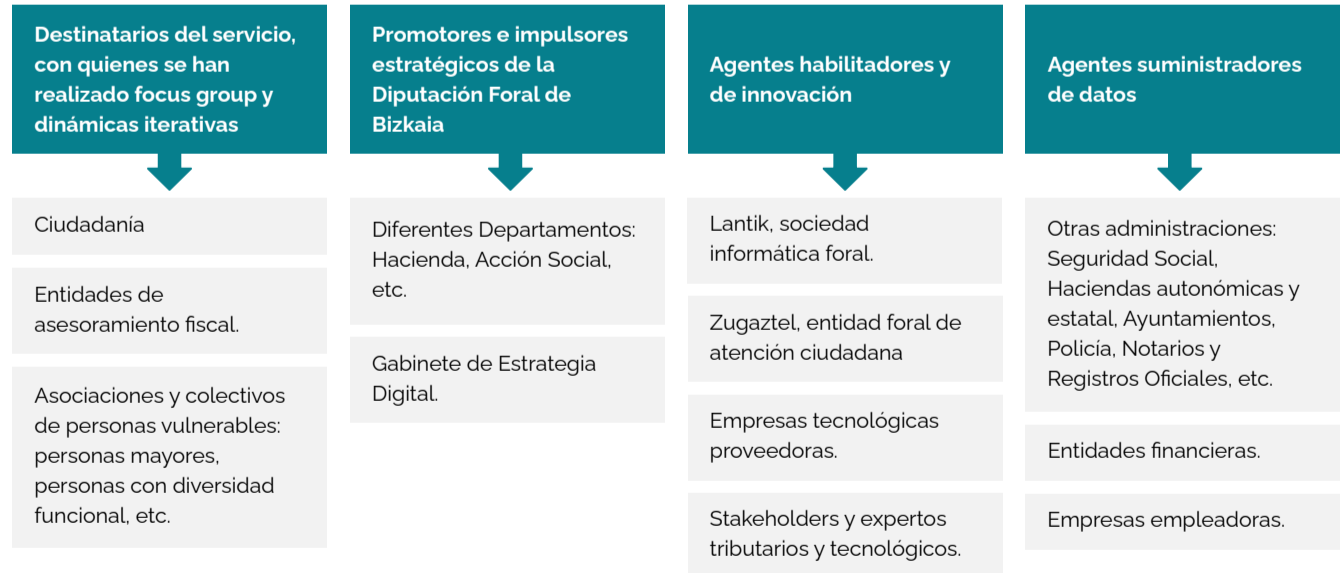 Destinatarios del servicio,
con quienes se han
realizado focus group y
dinámicas iterativas
Ciudadanía
Entidades de
asesoramiento fiscal.
Asociaciones y colectivos
de personas vulnerables:
personas mayores,
personas con diversidad
funcional, etc.
Promotores e impulsores
estratégicos de la
Diputación Foral de
Bizkaia
Diferentes Departamentos:
Hacienda, Acción Social,
etc.
Gabinete de Estrategia
Digital.
Agentes habilitadores y
de innovación
Lantik, sociedad
informática foral.
Zugaztel, entidad foral de
atención ciudadana
Empresas tecnológicas
proveedoras.
Stakeholders y expertos
tributarios y tecnológicos.
Agentes suministradores
de datos
Otras administraciones:
Seguridad Social,
Haciendas autonómicas y
estatal, Ayuntamientos,
Policía, Notarios y
Registros Oficiales, etc.
Entidades financieras.
Empresas empleadoras.